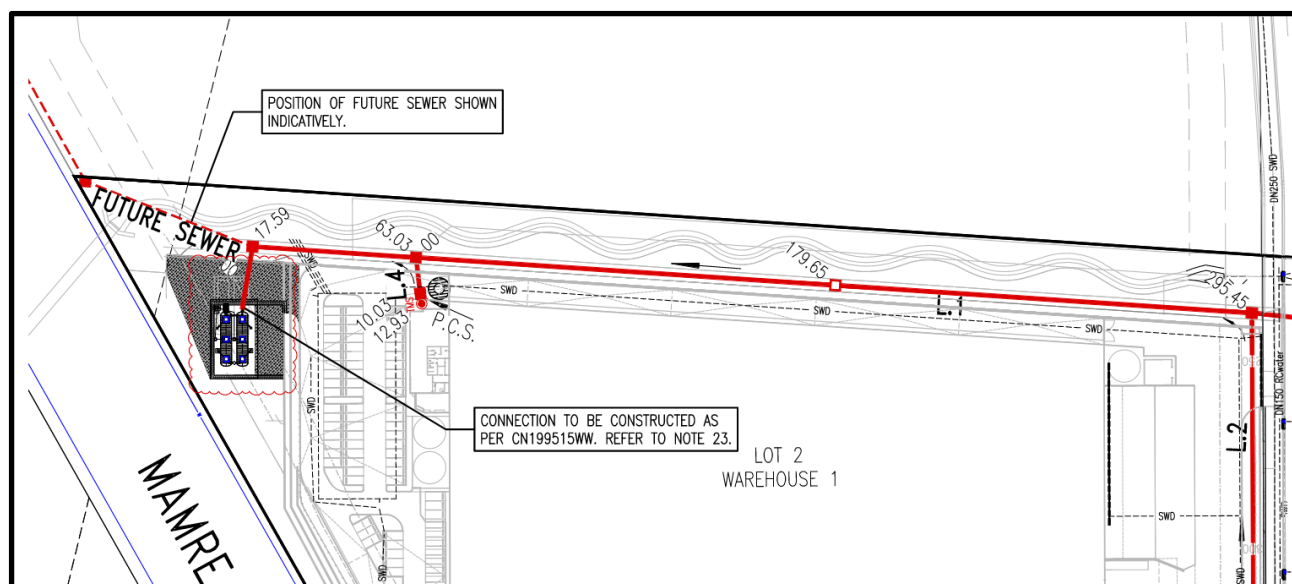 POSITION OF FUTURE SEWER SHOWN
INDICATIVELY.
FUTURE SEWER
17.59
63.03
00
179.65
295.45
L.4
10.03
12.93
TMS
P.C.S.
L.1
L.2
SWD
SWD
SWD
SWD
SWD
SWD
SWD
SWD
DN250 SWD
DN150 RCwater
CONNECTION TO BE CONSTRUCTED AS
PER CN199515WW. REFER TO NOTE 23.
LOT 2
WAREHOUSE 1
MAMRE